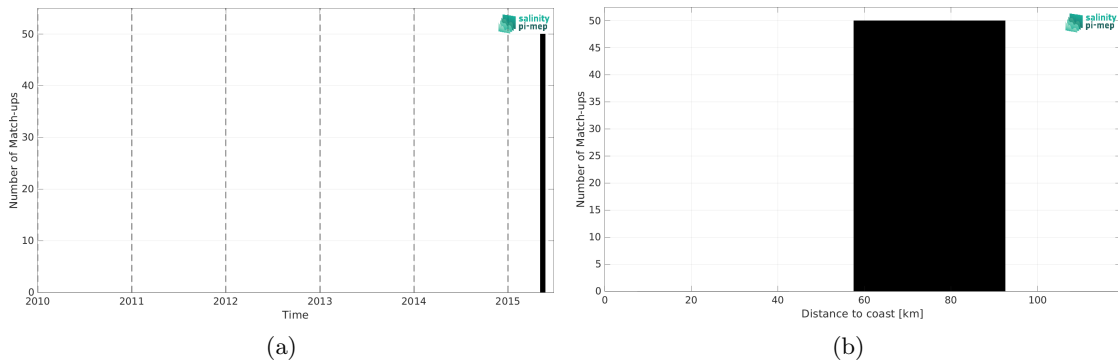 salinity
pi-mep
50
40
30
20
10
0
Number of Match-ups
2010
2011
2012
2013
2014
2015
Time
(a)
salinity
pi-mep
50
45
40
35
30
25
20
15
10
5
0
Number of Match-ups
0
20
40
60
80
100
Distance to coast [km]
(b)